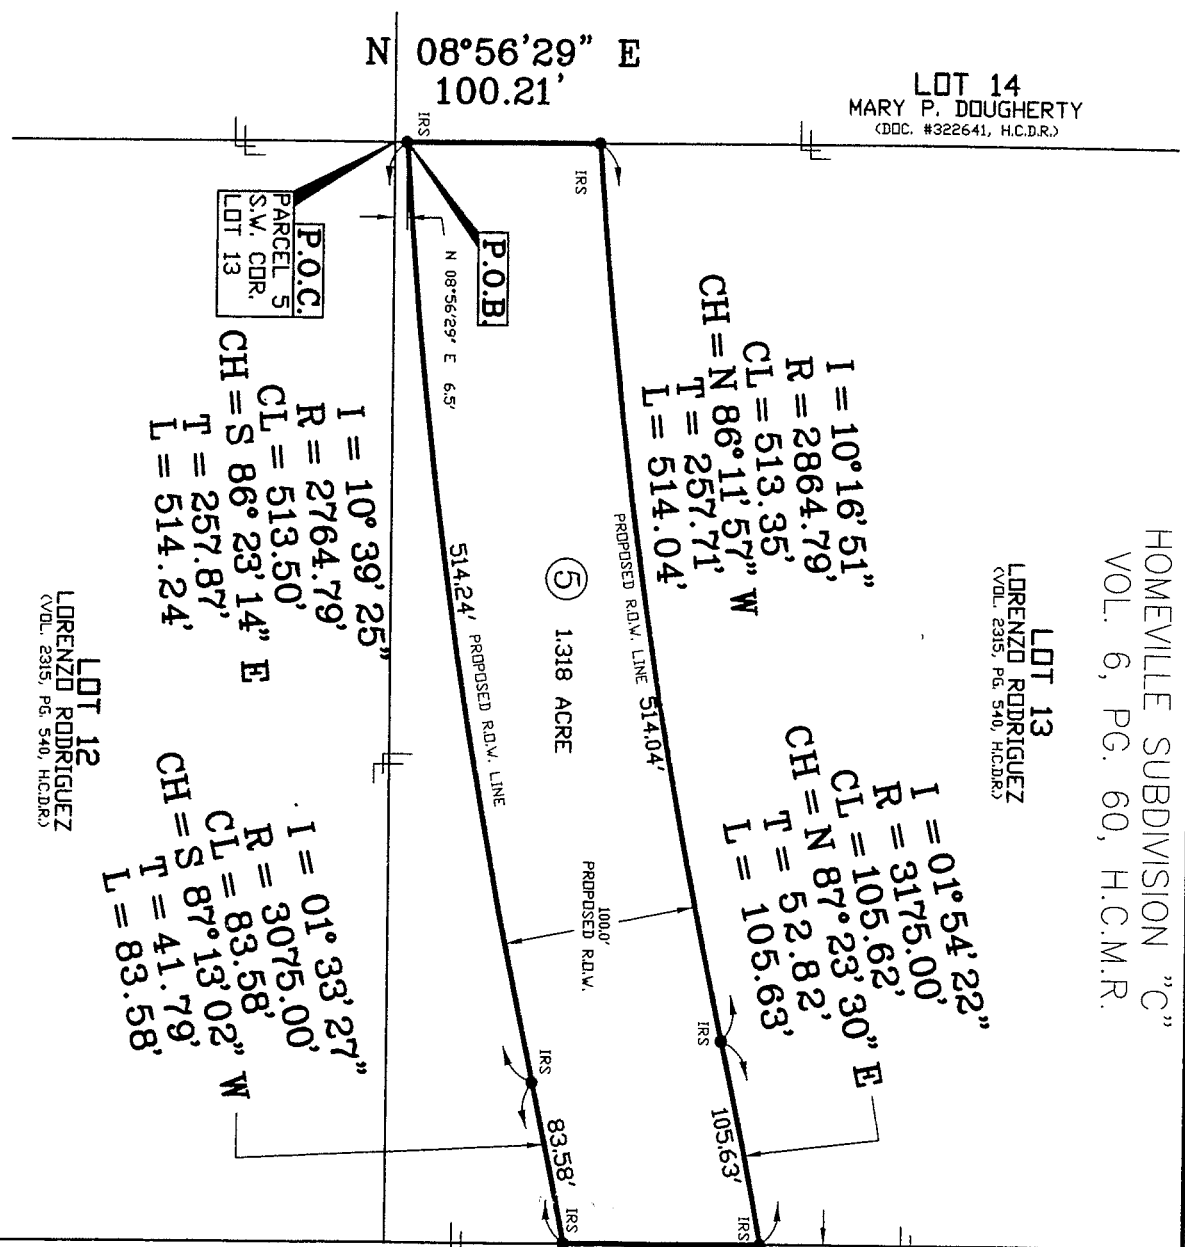 N 08°56'29" E
100.21'
LOT 14
MARY P. DOUGHERTY
(DOC. #322641, H.C.D.R.)
IRS
IRS
P.O.C.
PARCEL 5
S.W. COR.
LOT 13
P.O.B.
N 08°56'29" E 6.5'
I = 10°16'51"
R = 2864.79'
CL = 513.35'
CH = N 86°11'57" W
T = 257.71'
L = 514.04'
I = 10°39'25"
R = 2764.79'
CL = 513.50'
CH = S 86°23'14" E
T = 257.87'
L = 514.24'
HOMEVILLE SUBDIVISION "C"
VOL. 6, PG. 60, H.C.M.R.
LOT 13
LORENZO RODRIGUEZ
(VOL. 2315, PG. 540, H.C.D.R.)
PROPOSED R.O.W. LINE 514.04'
5 1.318 ACRE
514.24' PROPOSED R.O.W. LINE
LOT 12
LORENZO RODRIGUEZ
(VOL. 2315, PG. 540, H.C.D.R.)
I = 01°54'22"
R = 3175.00'
CL = 105.62'
CH = N 87°23'30" E
T = 52.82'
L = 105.63'
100.0'
PROPOSED R.O.W.
I = 01°33'27"
R = 3075.00'
CL = 83.58'
CH = S 87°13'02" W
T = 41.79'
L = 83.58'
IRS
IRS
105.63'
83.58'
IRS
IRS